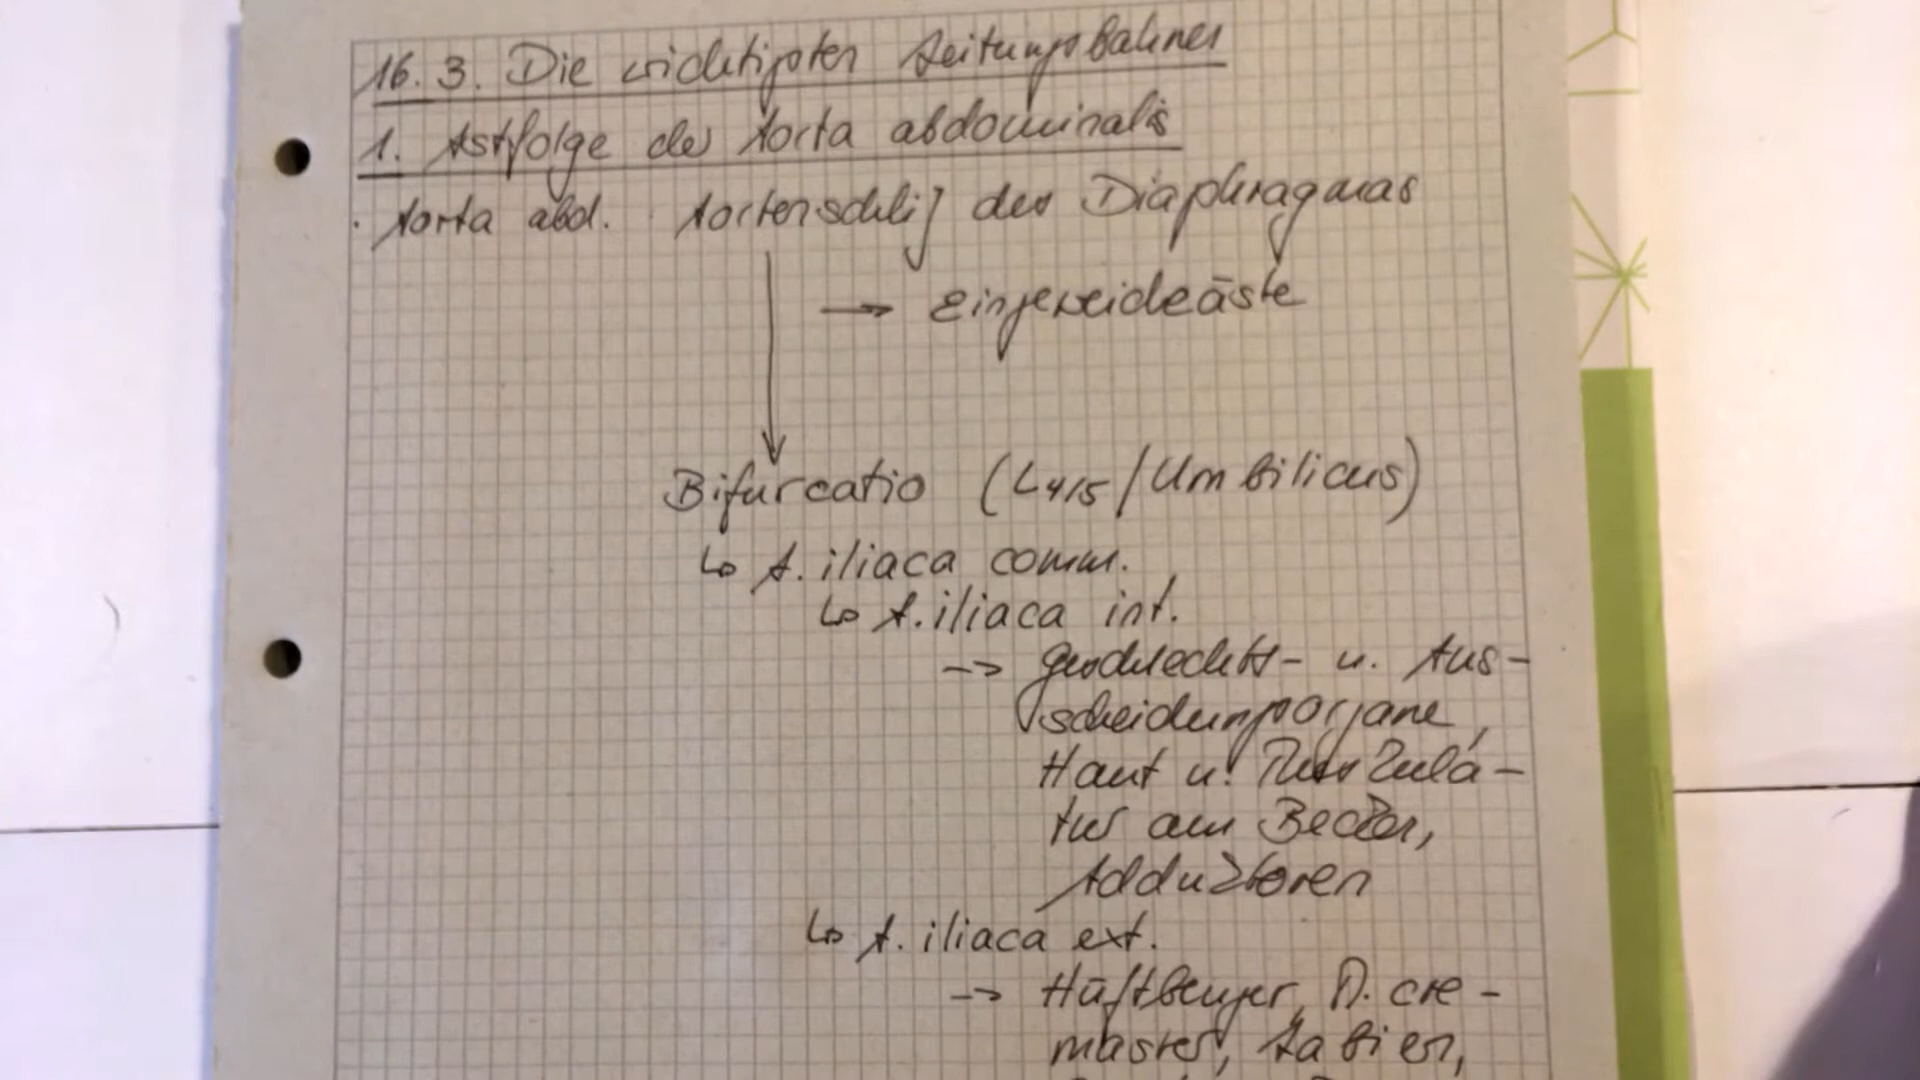 16.3. Die wichtigsten Leitungsbahnen
1. Astfolge der Aorta abdominalis
· Aorta abd. Aortenschlitz des Diaphragmas
→ Eingeweideäste
Bifurcatio (L4/5 / Umbilicus)
↳ A. iliaca comm.
↳ A. iliaca int.
→ Geschlechts- u. Aus-
scheidungsorgane,
Haut u. Muskula-
tur am Becken,
Adduktoren
↳ A. iliaca ext.
→ Hüftbeuger, M. cre-
master, Labien,